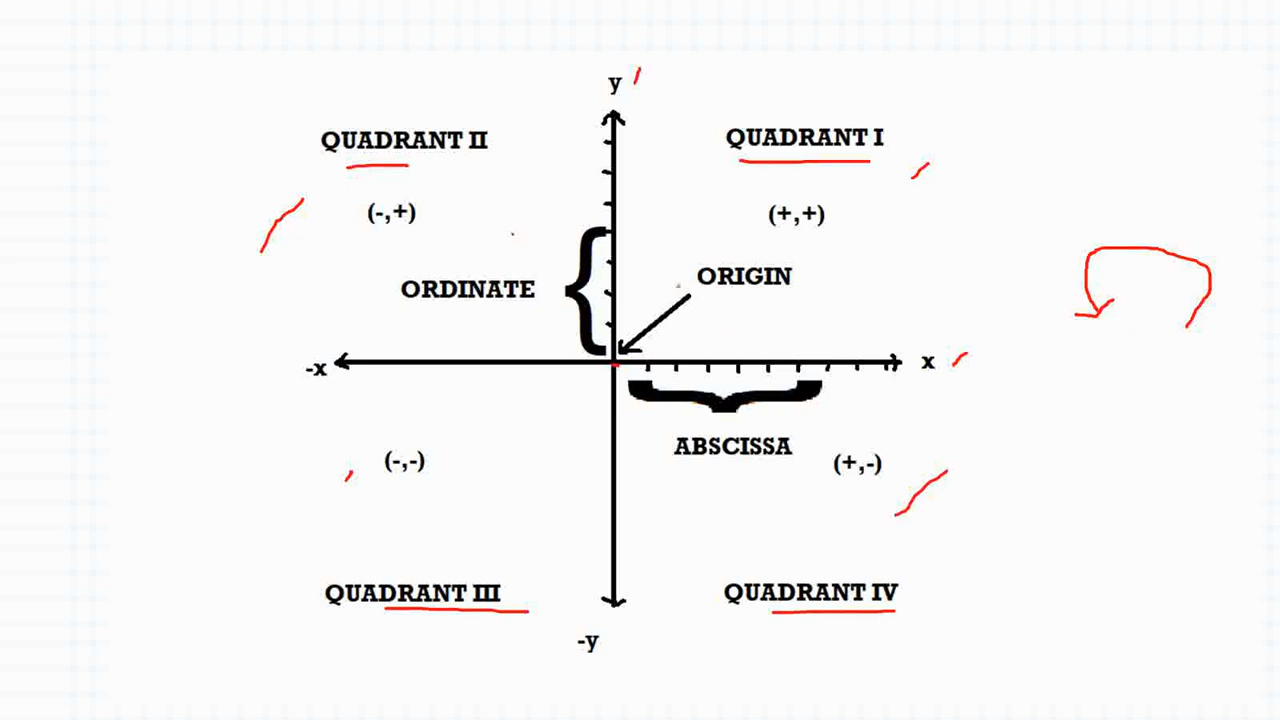 y
QUADRANT II
QUADRANT I
(-,+)
(+,+)
ORDINATE
ORIGIN
-x
x
ABSCISSA
(-,-)
(+,-)
QUADRANT III
QUADRANT IV
-y